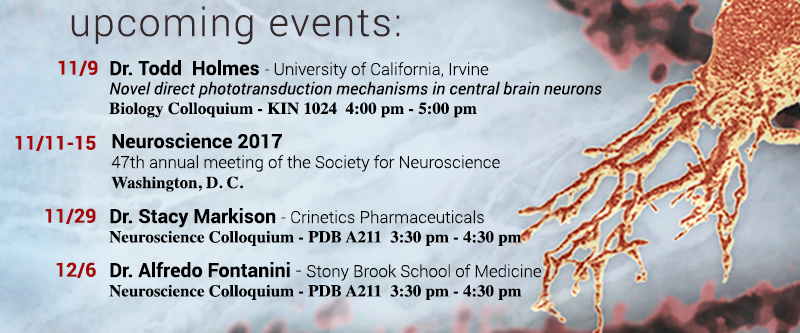 upcoming events:
11/9 Dr. Todd Holmes - University of California, Irvine
Novel direct phototransduction mechanisms in central brain neurons
Biology Colloquium - KIN 1024 4:00 pm - 5:00 pm
11/11-15 Neuroscience 2017
47th annual meeting of the Society for Neuroscience
Washington, D. C.
11/29 Dr. Stacy Markison - Crinetics Pharmaceuticals
Neuroscience Colloquium - PDB A211 3:30 pm - 4:30 pm
12/6 Dr. Alfredo Fontanini - Stony Brook School of Medicine
Neuroscience Colloquium - PDB A211 3:30 pm - 4:30 pm